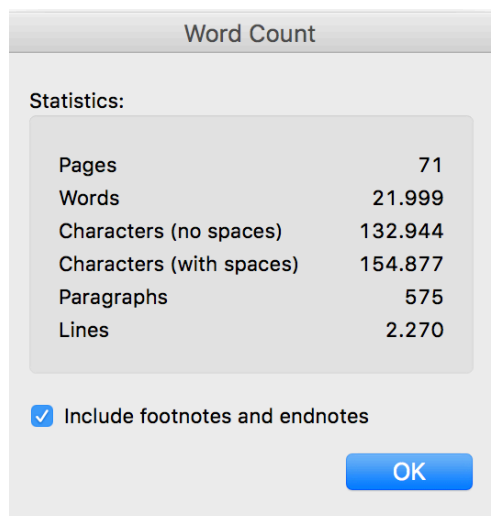 Word Count
Statistics:
Pages 71
Words 21.999
Characters (no spaces) 132.944
Characters (with spaces) 154.877
Paragraphs 575
Lines 2.270
Include footnotes and endnotes
OK